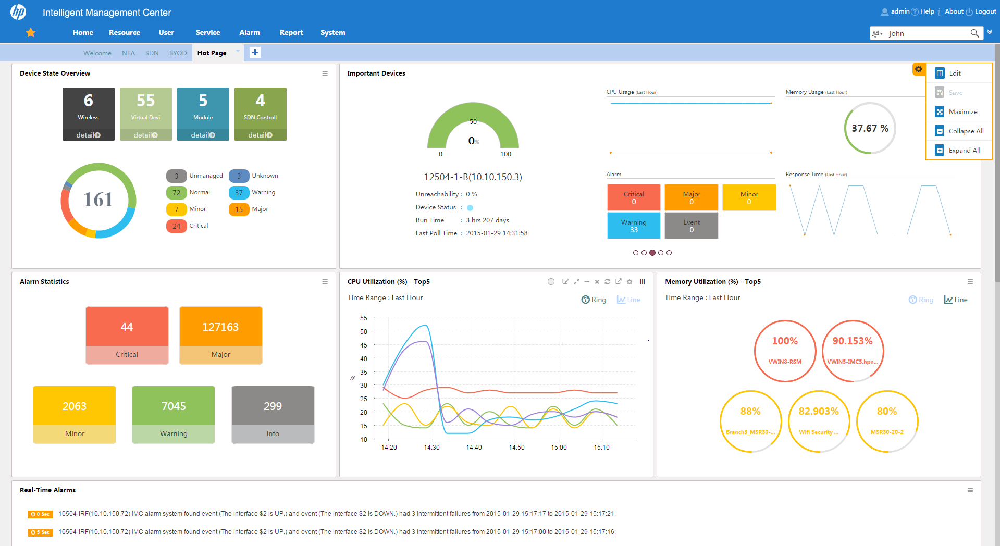 hp Intelligent Management Center
admin Help About Logout
Home Resource User Service Alarm Report System
john
Welcome NTA SDN BYOD Hot Page
Device State Overview
6 55 5 4
Wireless Virtual Devi Module SDN Controll
detail detail detail detail
161
3 Unmanaged 3 Unknown
72 Normal 37 Warning
7 Minor 15 Major
24 Critical
Important Devices
50
0%
0 100
12504-1-B(10.10.150.3)
Unreachability : 0 %
Device Status :
Run Time : 3 hrs 207 days
Last Poll Time : 2015-01-29 14:31:58
CPU Usage (Last Hour)
Memory Usage (Last Hour)
37.67 %
Alarm
Critical Major Minor
0 0 0
Warning Event
33 0
Response Time (Last Hour)
Edit
Save
Maximize
Collapse All
Expand All
Alarm Statistics
44 127163
Critical Major
2063 7045 299
Minor Warning Info
CPU Utilization (%) - Top5
Time Range : Last Hour
Ring Line
55
50
45
40
35
30
25
20
15
10
%
14:20 14:30 14:40 14:50 15:00 15:10
Memory Utilization (%) - Top5
Time Range : Last Hour
Ring Line
100% 90.153%
VWIN8-RSM VWIN5-IMC5.hpn...
88% 82.903% 80%
Branch3_MSR30-... Wifi Security ... MSR30-20-2
Real-Time Alarms
0 Sec 10504-IRF(10.10.150.72) iMC alarm system found event (The interface $2 is UP.) and event (The interface $2 is DOWN.) had 3 intermittent failures from 2015-01-29 15:17:17 to 2015-01-29 15:17:21.
5 Sec 10504-IRF(10.10.150.72) iMC alarm system found event (The interface $2 is UP.) and event (The interface $2 is DOWN.) had 3 intermittent failures from 2015-01-29 15:17:00 to 2015-01-29 15:17:16.